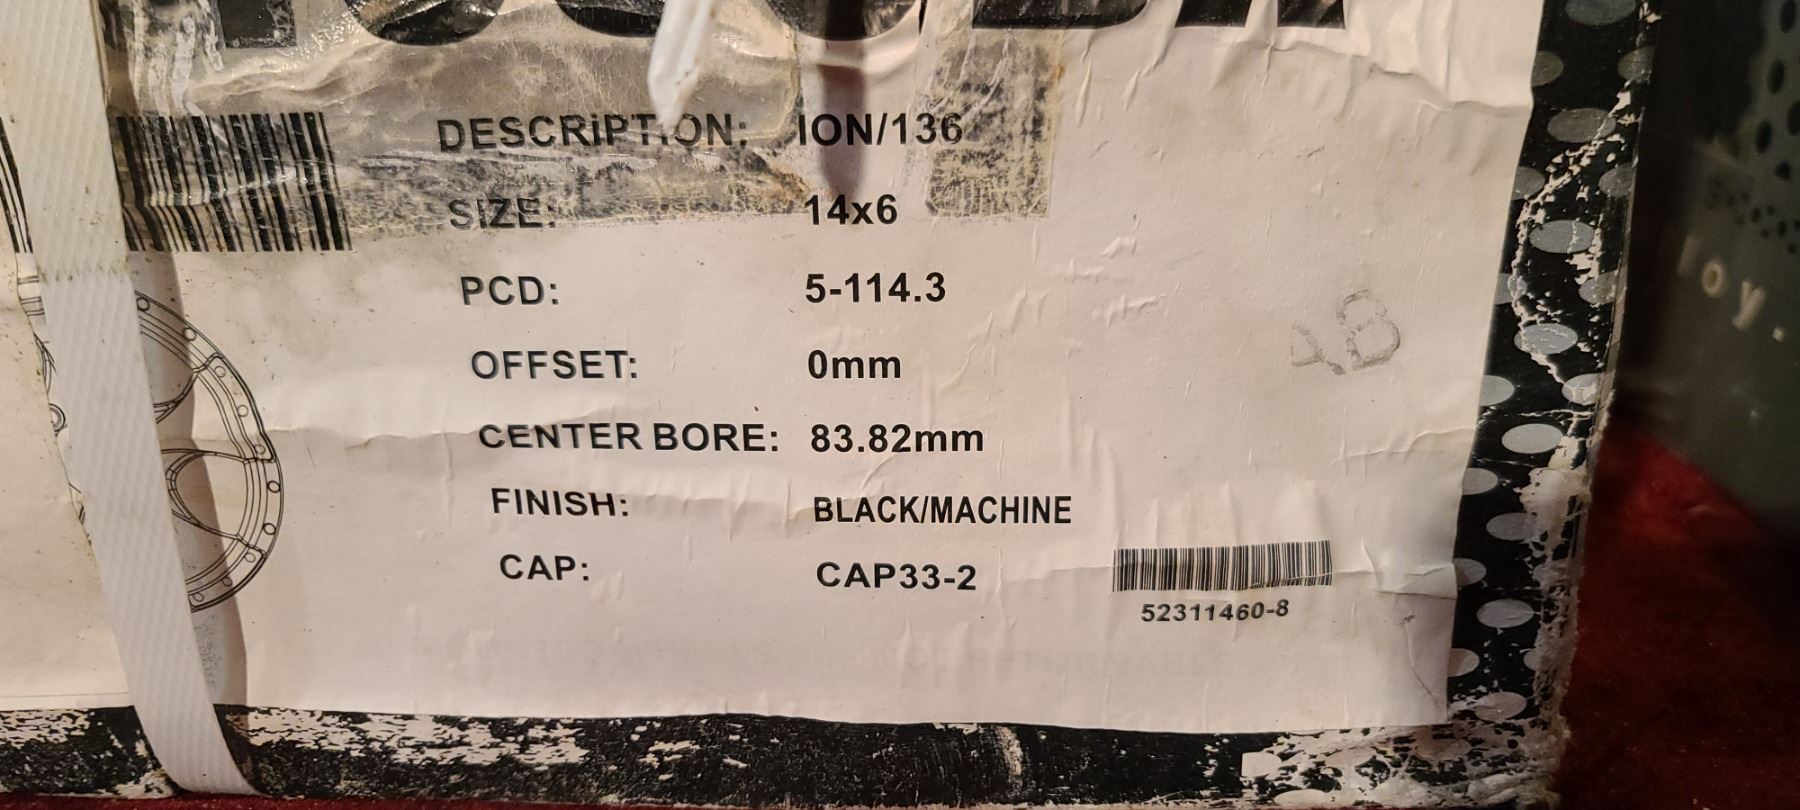 DESCRIPTION: ION/136
SIZE: 14x6
PCD: 5-114.3
OFFSET: 0mm
CENTER BORE: 83.82mm
FINISH: BLACK/MACHINE
CAP: CAP33-2
52311460-8